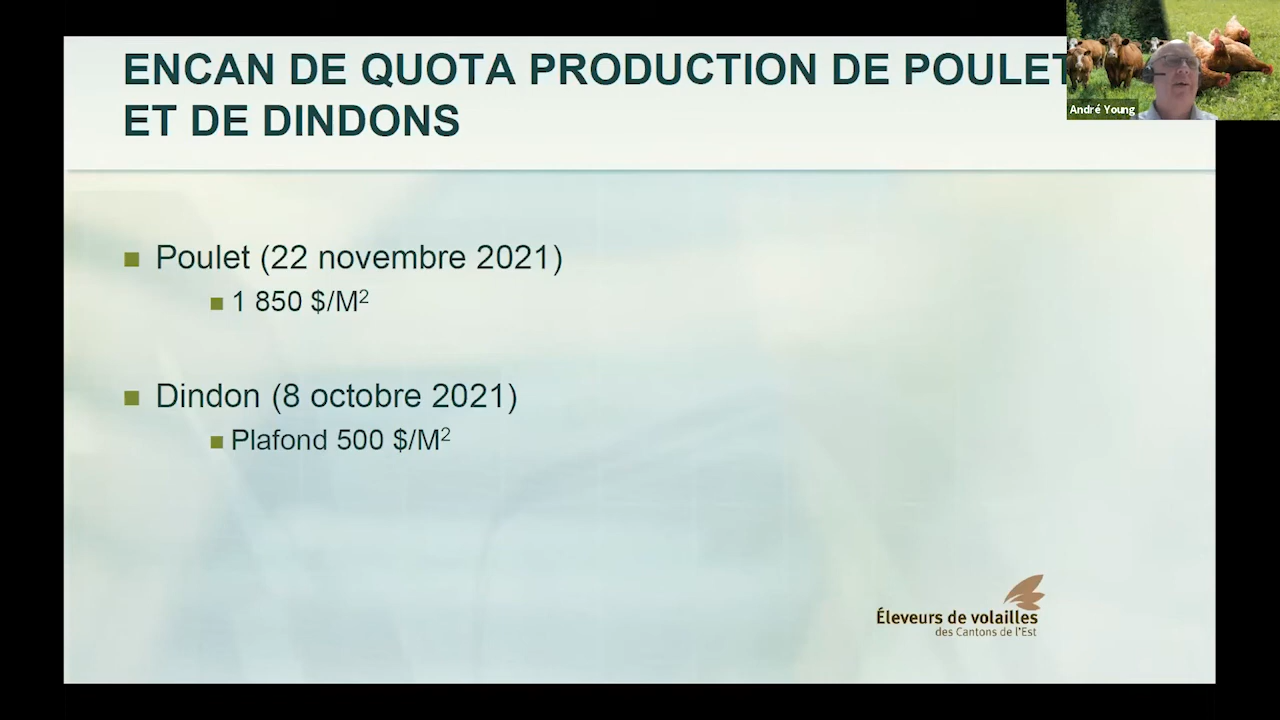 ENCAN DE QUOTA PRODUCTION DE POULET
ET DE DINDONS
André Young
Poulet (22 novembre 2021)
1 850 $/M²
Dindon (8 octobre 2021)
Plafond 500 $/M²
Éleveurs de volailles
des Cantons de l'Est